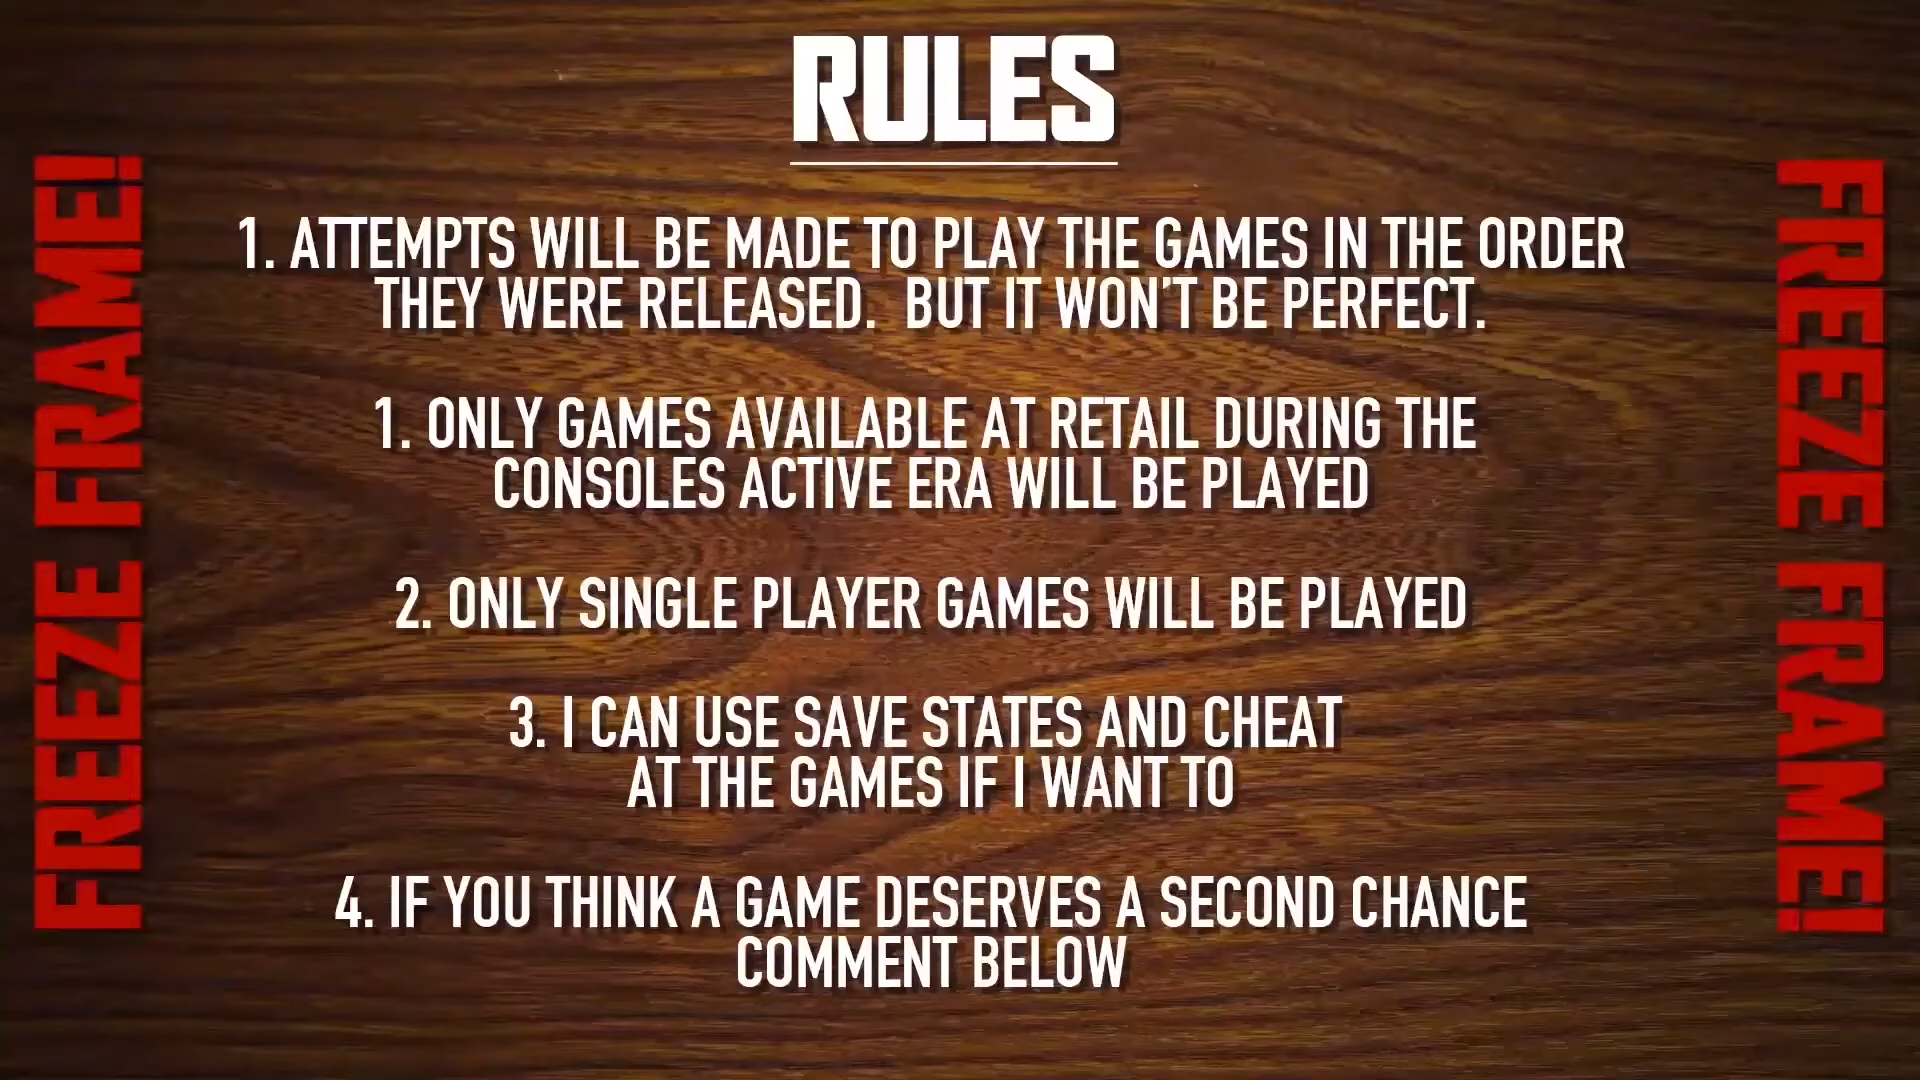 RULES
FREEZE FRAME!
1. ATTEMPTS WILL BE MADE TO PLAY THE GAMES IN THE ORDER
THEY WERE RELEASED.  BUT IT WON'T BE PERFECT.
1. ONLY GAMES AVAILABLE AT RETAIL DURING THE
CONSOLES ACTIVE ERA WILL BE PLAYED
2. ONLY SINGLE PLAYER GAMES WILL BE PLAYED
3. I CAN USE SAVE STATES AND CHEAT
AT THE GAMES IF I WANT TO
4. IF YOU THINK A GAME DESERVES A SECOND CHANCE
COMMENT BELOW
FREEZE FRAME!